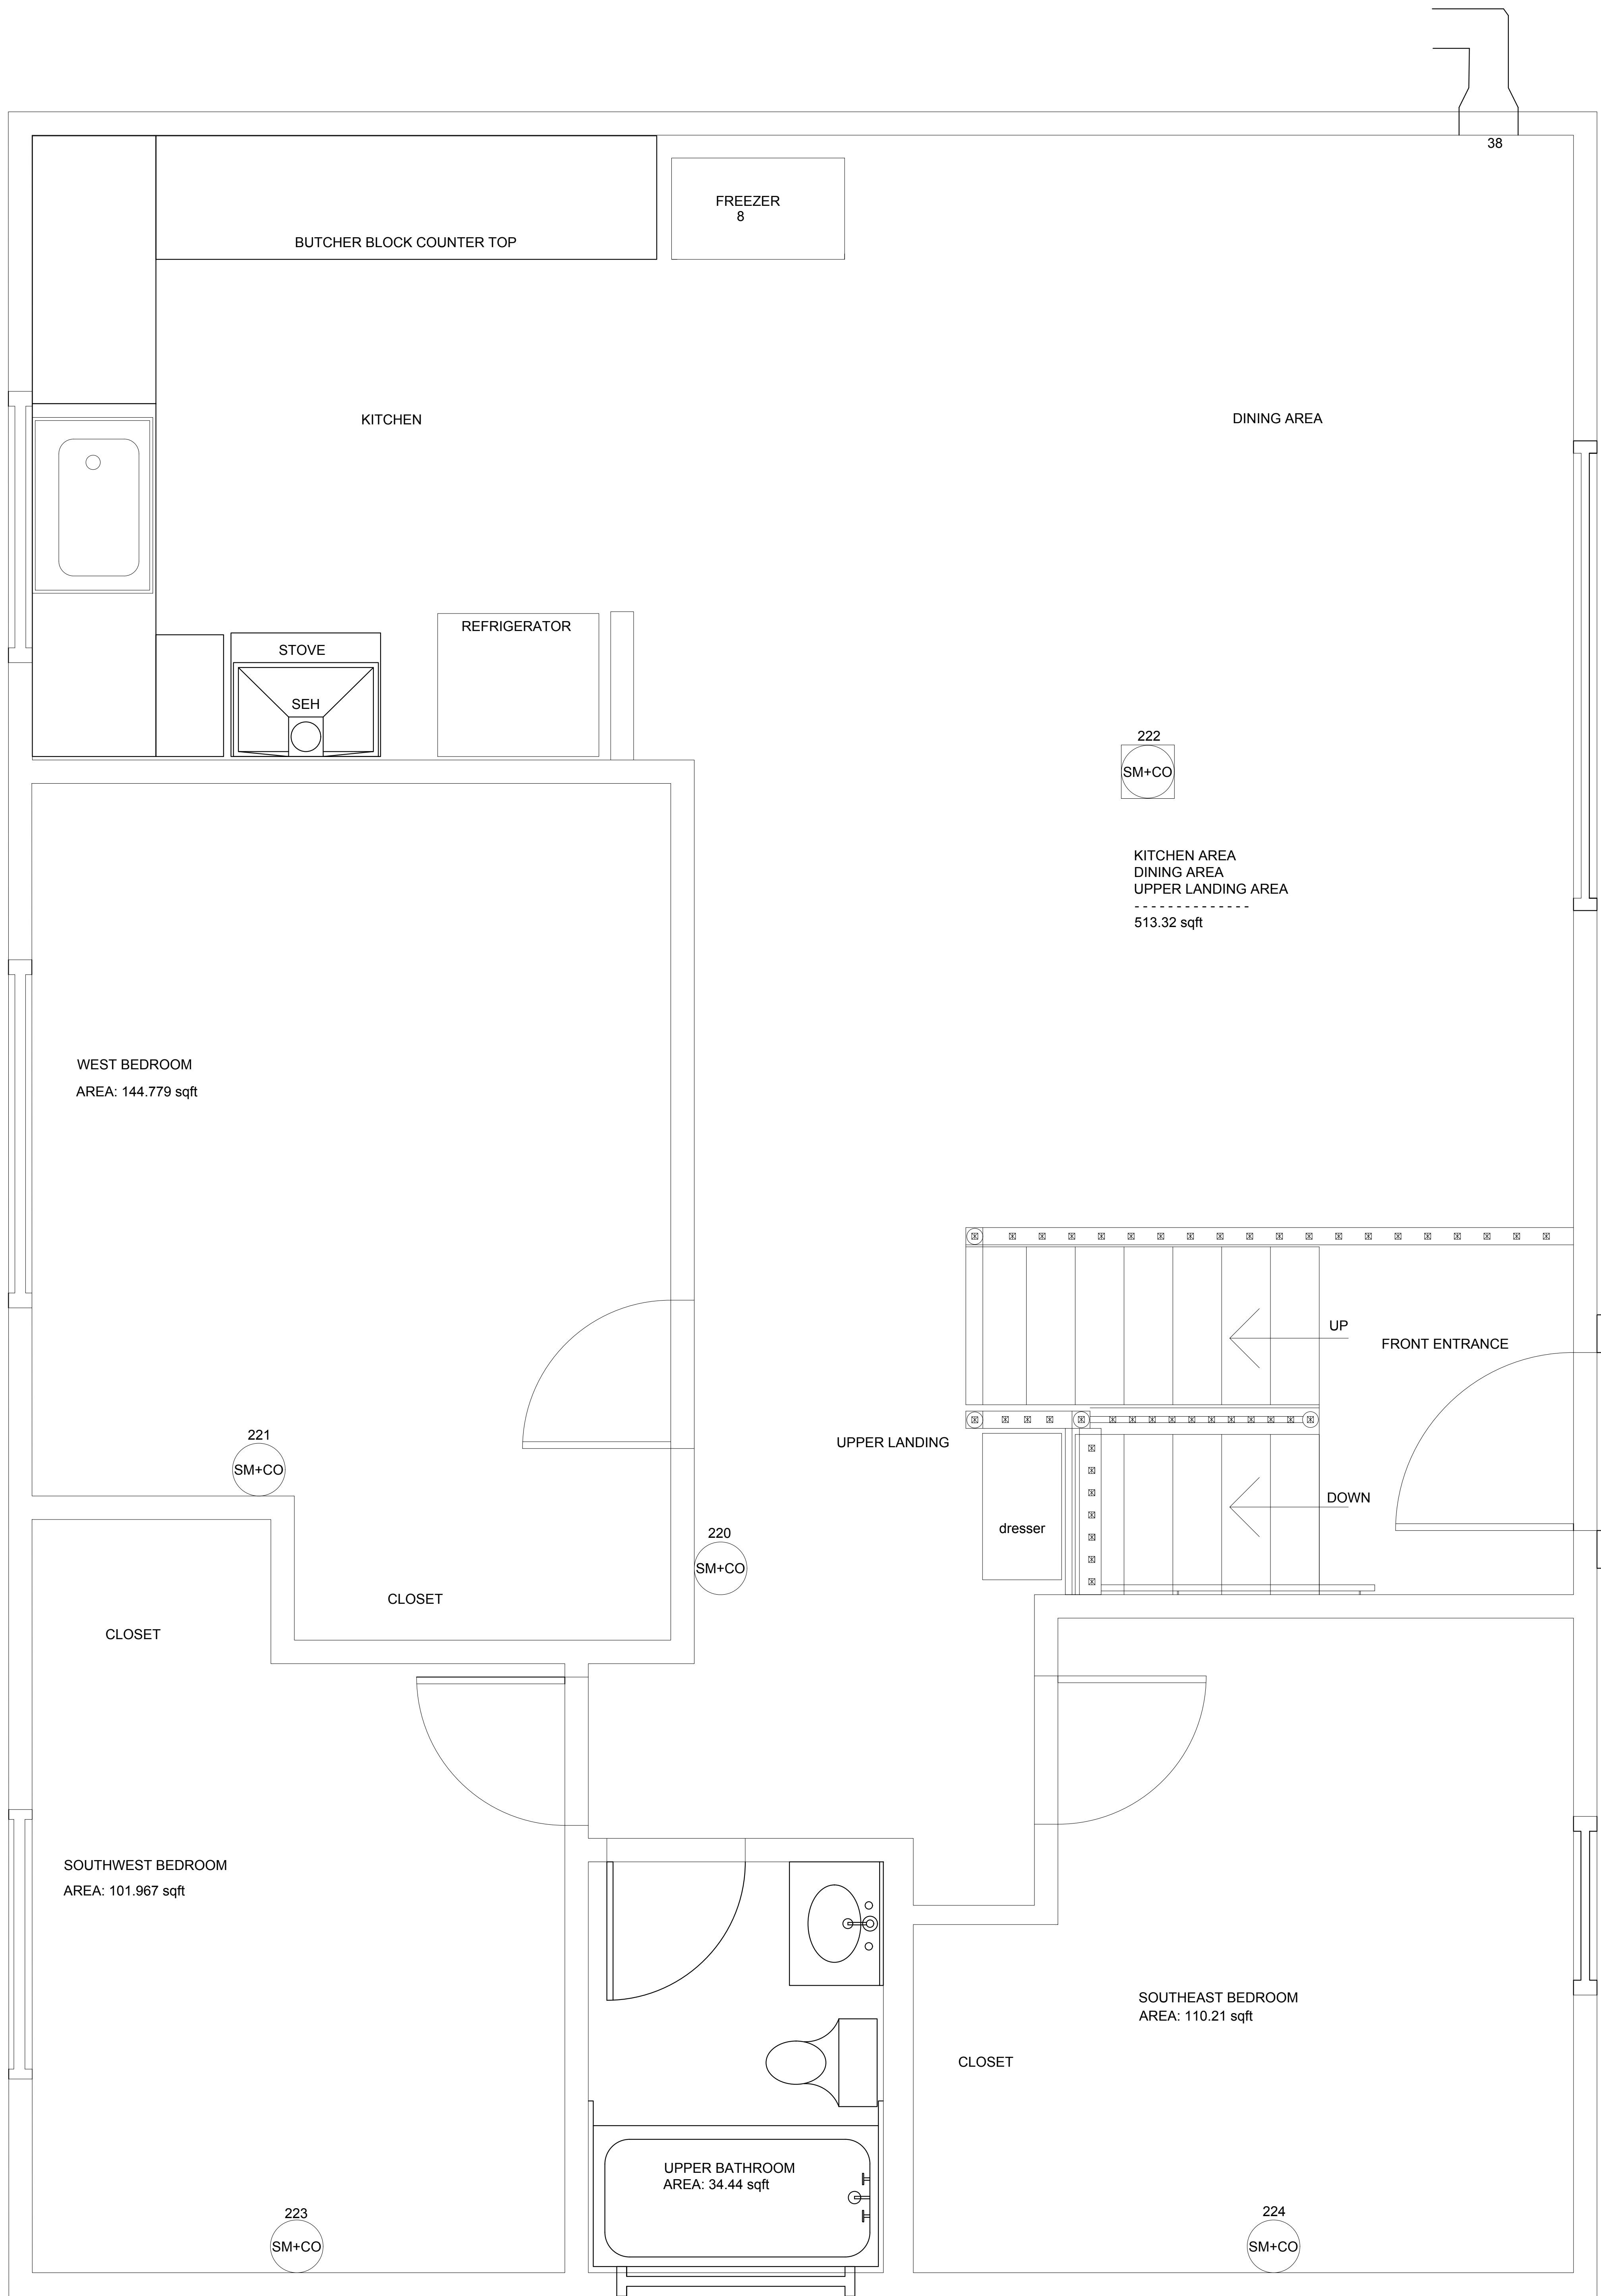 38
FREEZER
8
BUTCHER BLOCK COUNTER TOP
KITCHEN
DINING AREA
REFRIGERATOR
STOVE
SEH
222
SM+CO
KITCHEN AREA
DINING AREA
UPPER LANDING AREA
- - - - - - - - - - - - - -
513.32 sqft
WEST BEDROOM
AREA: 144.779 sqft
UP
FRONT ENTRANCE
221
SM+CO
UPPER LANDING
DOWN
dresser
220
SM+CO
CLOSET
CLOSET
SOUTHWEST BEDROOM
AREA: 101.967 sqft
SOUTHEAST BEDROOM
AREA: 110.21 sqft
CLOSET
UPPER BATHROOM
AREA: 34.44 sqft
223
SM+CO
224
SM+CO